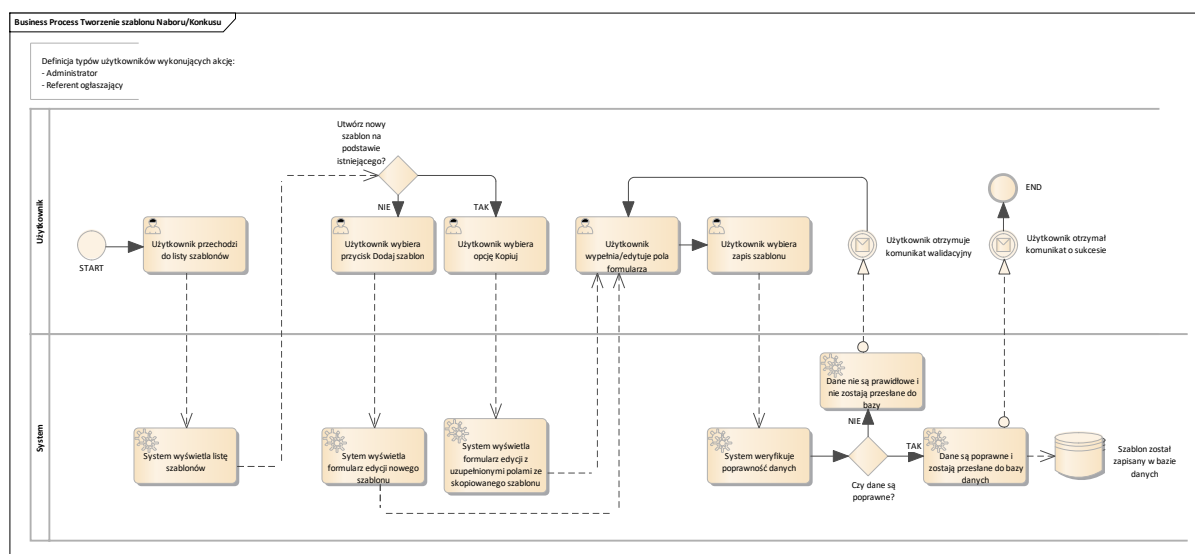 Business Process Tworzenie szablonu Naboru/Konkusu
Definicja typów użytkowników wykonujących akcję:
- Administrator
- Referent ogłaszający
Użytkownik
START
Użytkownik przechodzi
do listy szablonów
Utwórz nowy
szablon na
podstawie
istniejącego?
NIE
TAK
Użytkownik wybiera
przycisk Dodaj szablon
Użytkownik wybiera
opcję Kopiuj
Użytkownik
wypełnia/edytuje pola
formularza
Użytkownik wybiera
zapis szablonu
Użytkownik otrzymuje
komunikat walidacyjny
END
Użytkownik otrzymał
komunikat o sukcesie
System
System wyświetla listę
szablonów
Sytem wyświetla
formularz edycji nowego
szablonu
System wyświetla
formularz edycji z
uzupełnionymi polami ze
skopiowanego szablonu
System weryfikuje
poprawność danych
Dane nie są prawidłowe i
nie zostają przesłane do
bazy
NIE
TAK
Czy dane są
poprawne?
Dane są poprawne i
zostają przesłane do bazy
danych
Szablon został
zapisany w bazie
danych